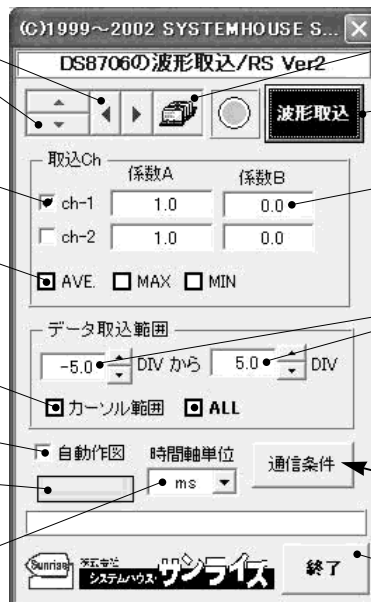 (C)1999～2002 SYSTEMHOUSE S...
DS8706の波形取込/RS Ver2
波形取込
取込Ch
係数A 係数B
ch-1 1.0 0.0
ch-2 1.0 0.0
AVE. MAX MIN
データ取込範囲
-5.0 DIV から 5.0 DIV
カーソル範囲 ALL
自動作図 時間軸単位 通信条件
ms
Sunrise 株式会社 システムハウス・サンライズ 終了